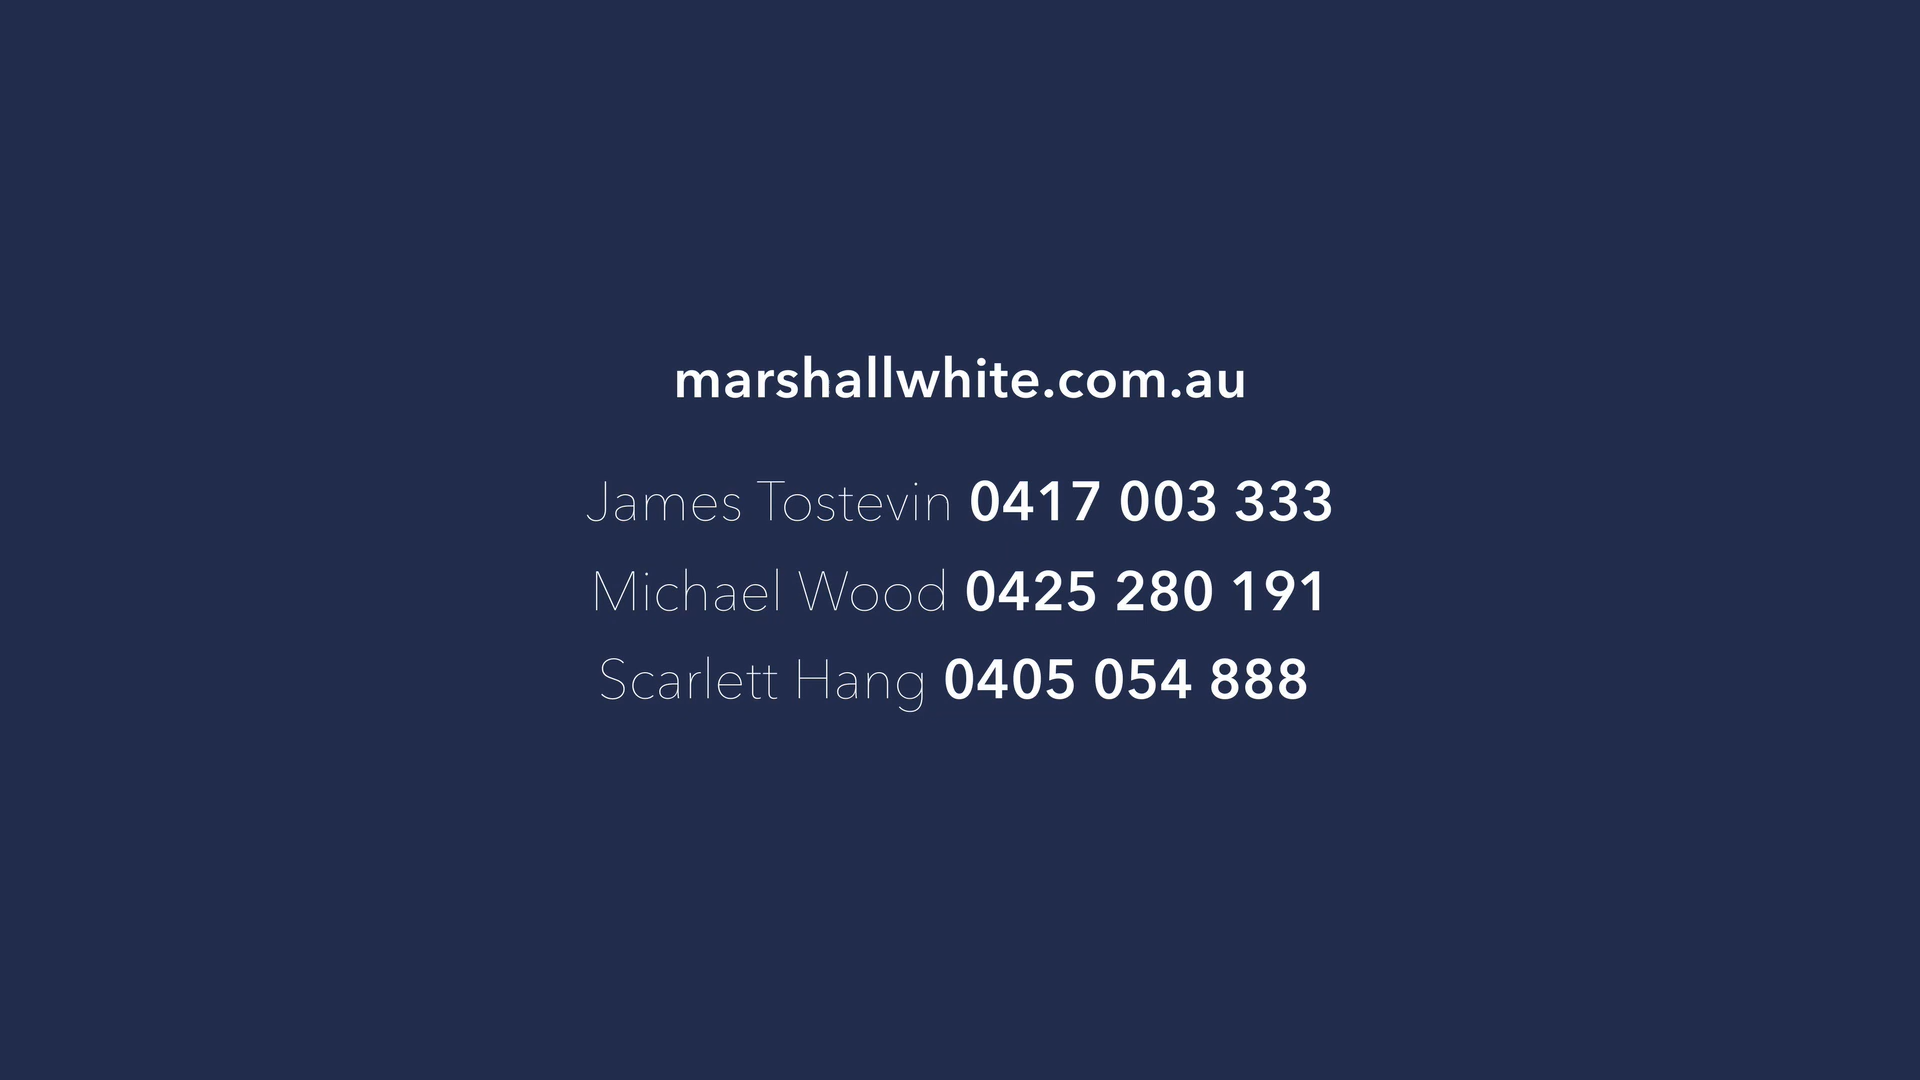 marshallwhite.com.au
James Tostevin 0417 003 333
Michael Wood 0425 280 191
Scarlett Hang 0405 054 888